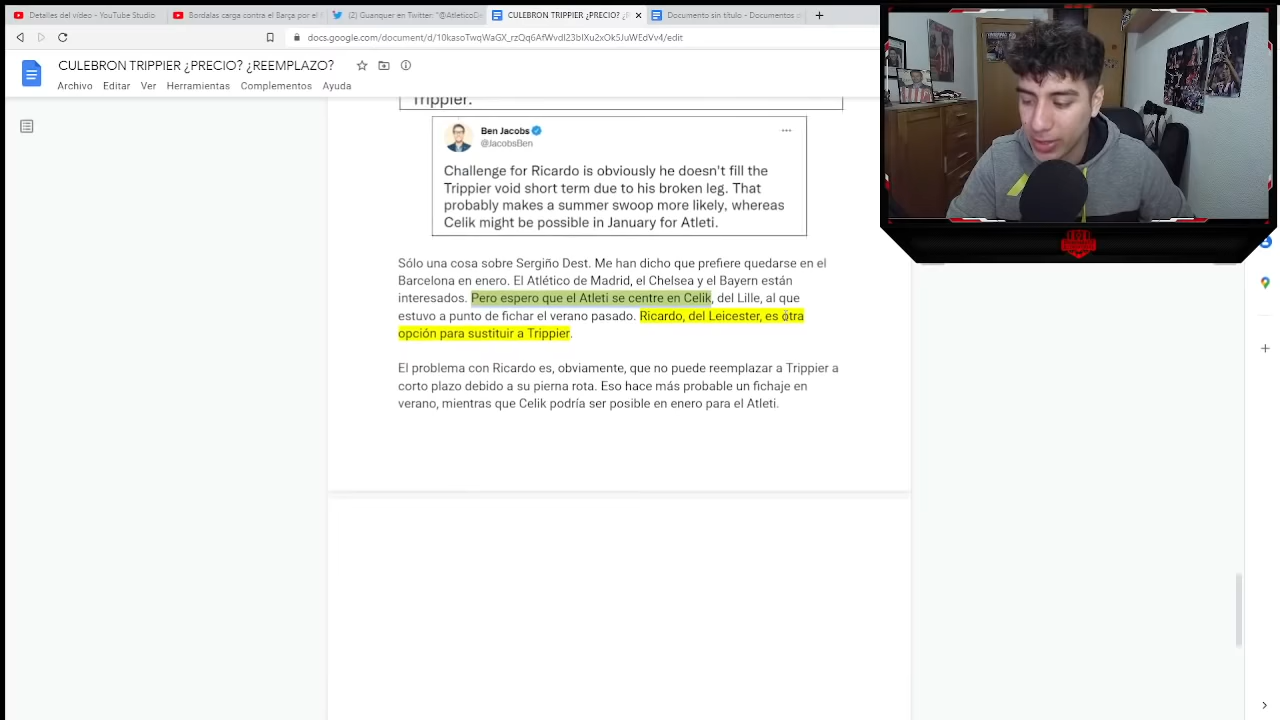 Detalles del vídeo - YouTube Studio
Bordalas carga contra el Barça por el
(2) Guanquer en Twitter: "@AtleticoDe
CULEBRON TRIPPIER ¿PRECIO? ¿
Documento sin título - Documentos
CULEBRON TRIPPIER ¿PRECIO? ¿REEMPLAZO?
Archivo Editar Ver Herramientas Complementos Ayuda
Trippier.
Ben Jacobs
@JacobsBen
Challenge for Ricardo is obviously he doesn't fill the
Trippier void short term due to his broken leg. That
probably makes a summer swoop more likely, whereas
Celik might be possible in January for Atleti.
Sólo una cosa sobre Sergiño Dest. Me han dicho que prefiere quedarse en el
Barcelona en enero. El Atlético de Madrid, el Chelsea y el Bayern están
interesados. Pero espero que el Atleti se centre en Celik, del Lille, al que
estuvo a punto de fichar el verano pasado. Ricardo, del Leicester, es otra
opción para sustituir a Trippier.
El problema con Ricardo es, obviamente, que no puede reemplazar a Trippier a
corto plazo debido a su pierna rota. Eso hace más probable un fichaje en
verano, mientras que Celik podría ser posible en enero para el Atleti.